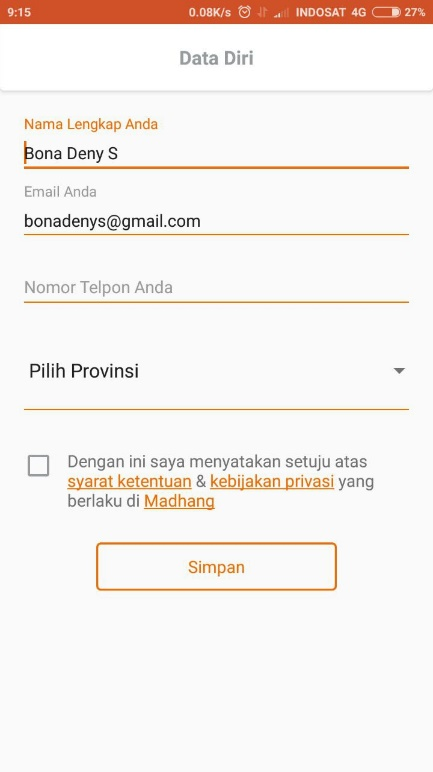 9:15 0.08K/s INDOSAT 4G 27%
Data Diri
Nama Lengkap Anda
Bona Deny S
Email Anda
bonadenys@gmail.com
Nomor Telpon Anda
Pilih Provinsi
Dengan ini saya menyatakan setuju atas
syarat ketentuan & kebijakan privasi yang
berlaku di Madhang
Simpan